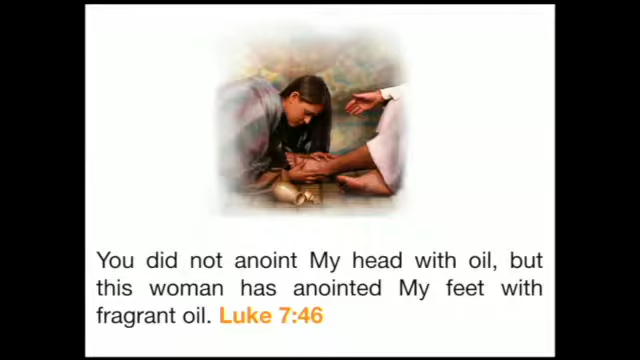 You did not anoint My head with oil, but
this woman has anointed My feet with
fragrant oil. Luke 7:46